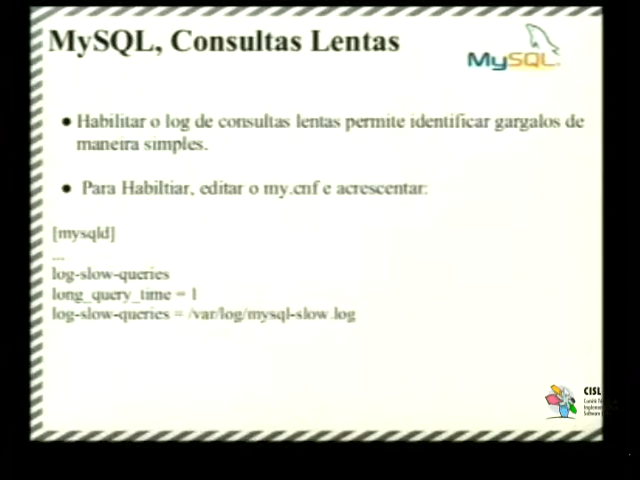 MySQL, Consultas Lentas
MySQL
Habilitar o log de consultas lentas permite identificar gargalos de
maneira simples.
Para Habiltiar, editar o my.cnf e acrescentar:
[mysqld]
...
log-slow-queries
long_query_time = 1
log-slow-queries = /var/log/mysql-slow.log
CISL